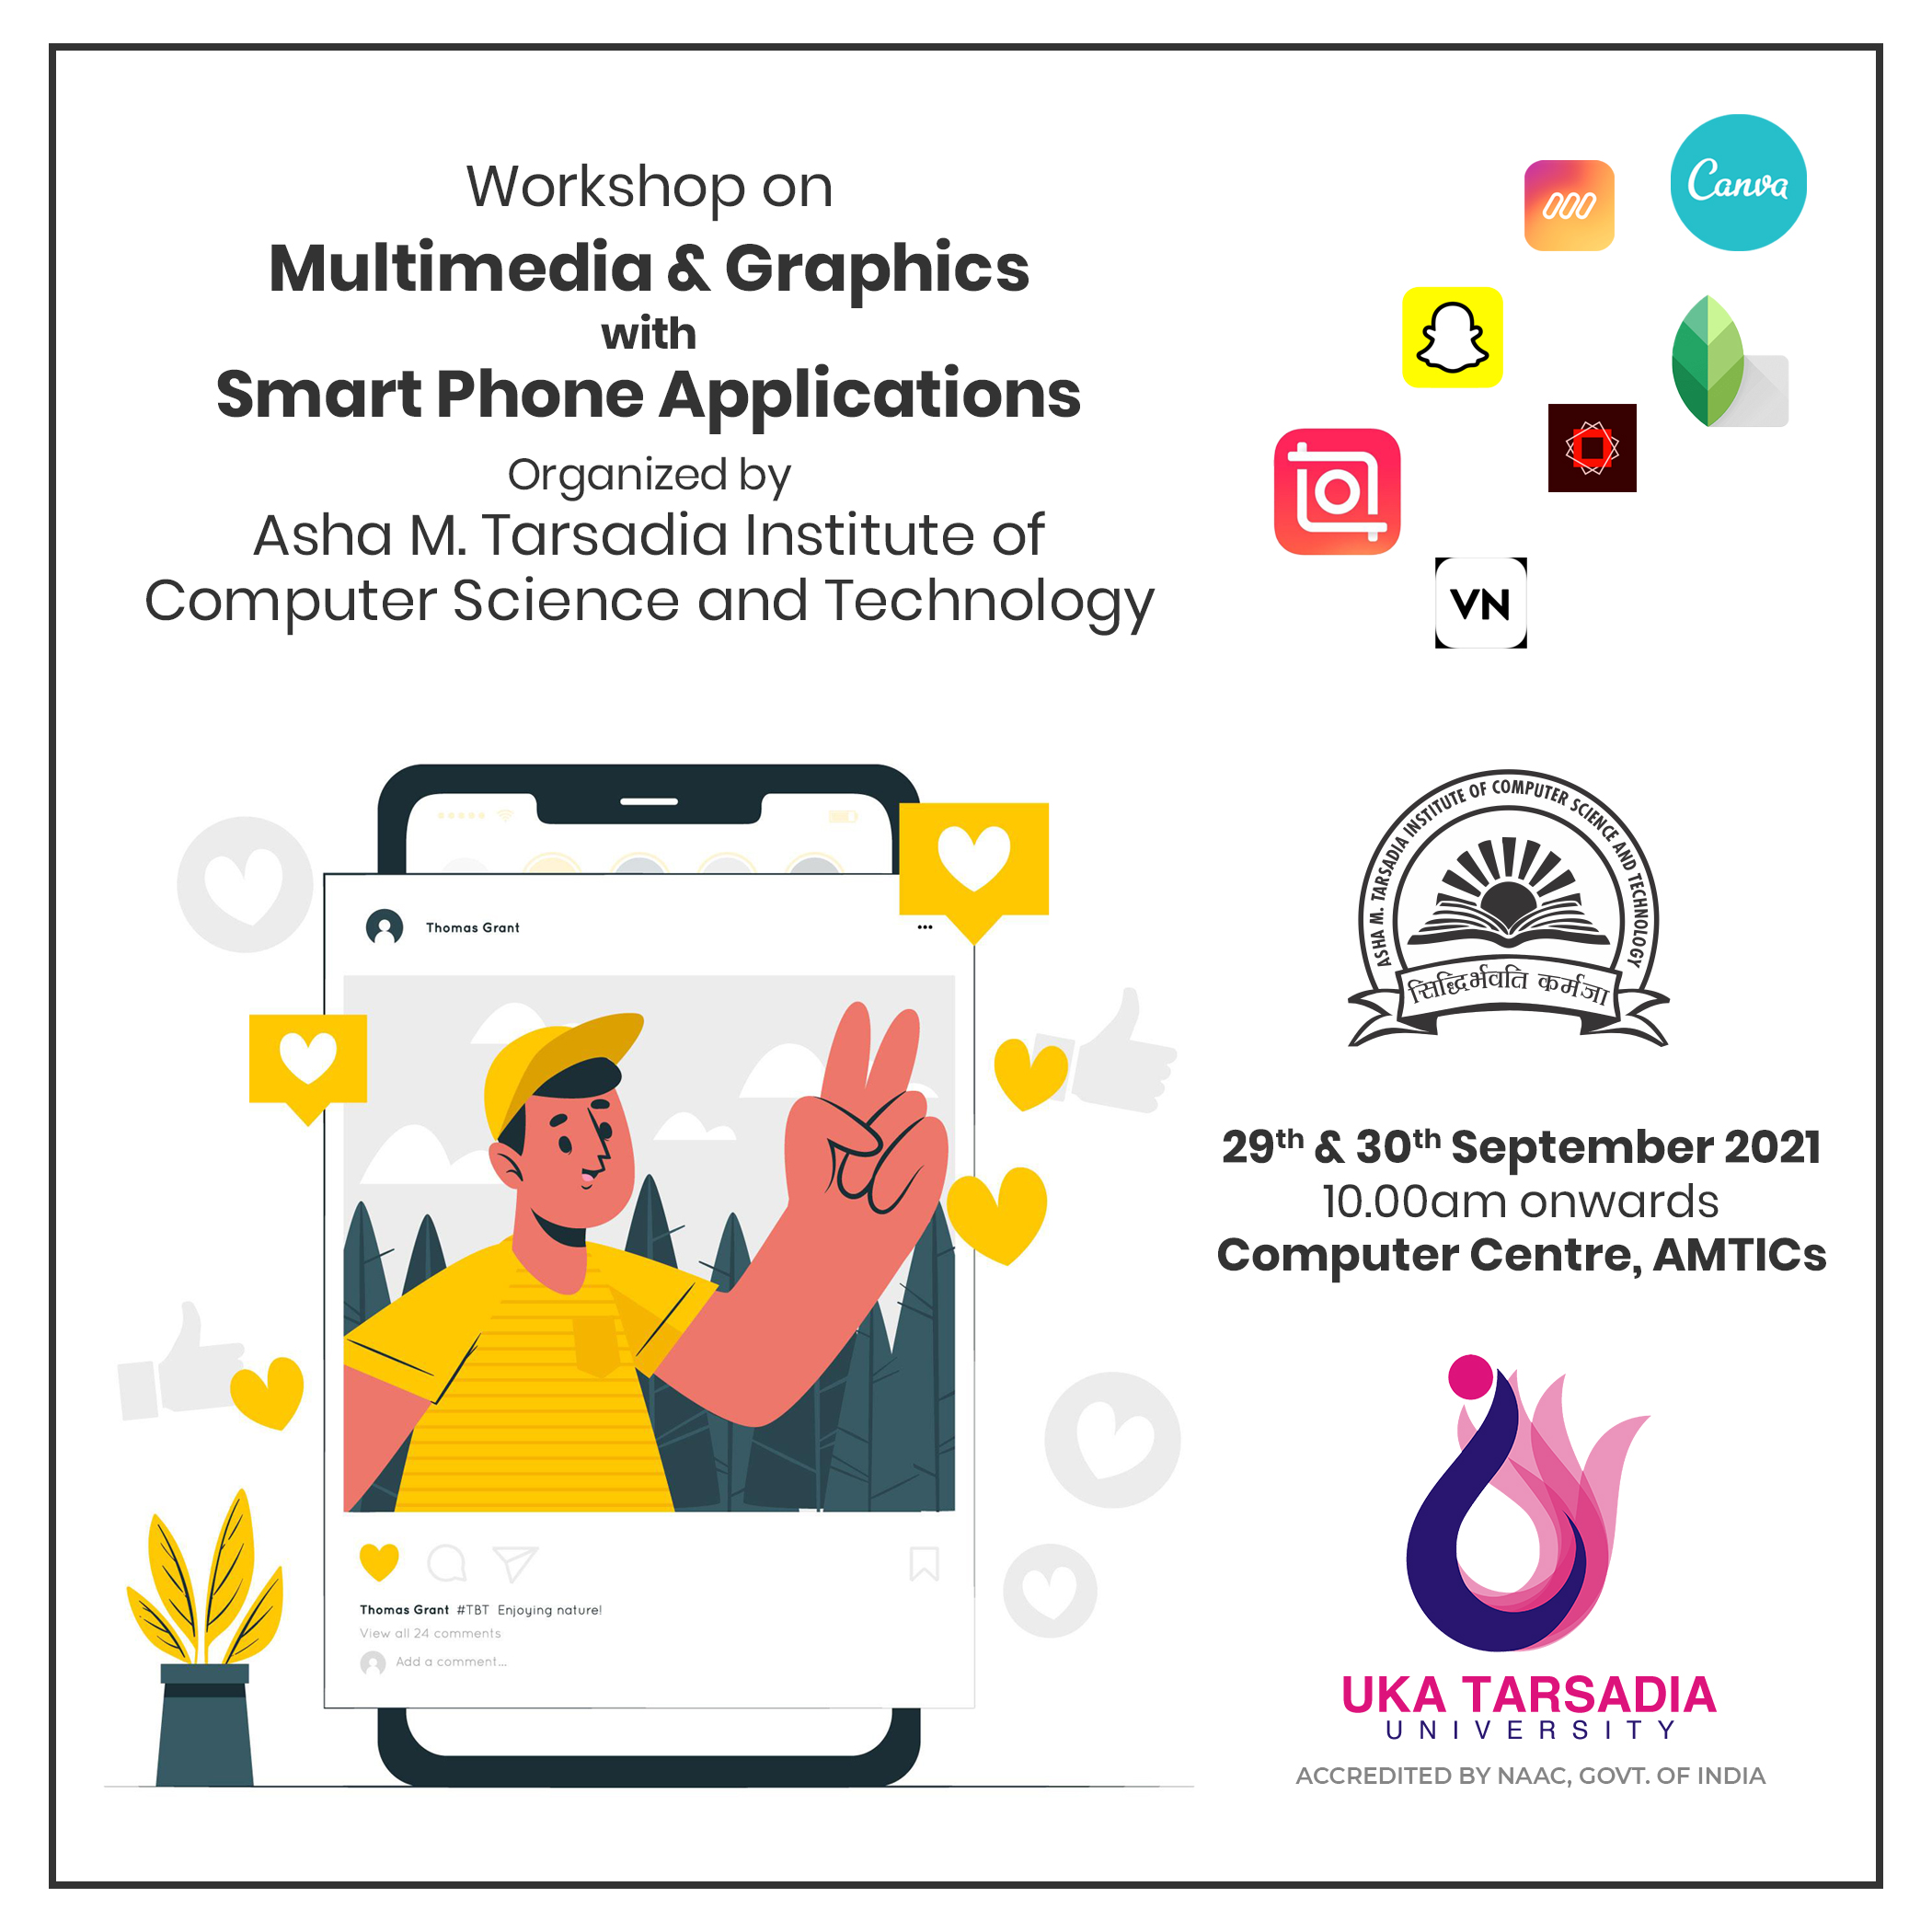 Workshop on
Multimedia & Graphics
with
Smart Phone Applications
Organized by
Asha M. Tarsadia Institute of
Computer Science and Technology
Canva
VN
Thomas Grant
Thomas Grant #TBT Enjoying nature!
View all 24 comments
Add a comment...
ASHA M. TARSADIA INSTITUTE OF COMPUTER SCIENCE AND TECHNOLOGY
सिद्धिर्भवति कर्मजा
29th & 30th September 2021
10.00am onwards
Computer Centre, AMTICs
UKA TARSADIA
UNIVERSITY
ACCREDITED BY NAAC, GOVT. OF INDIA